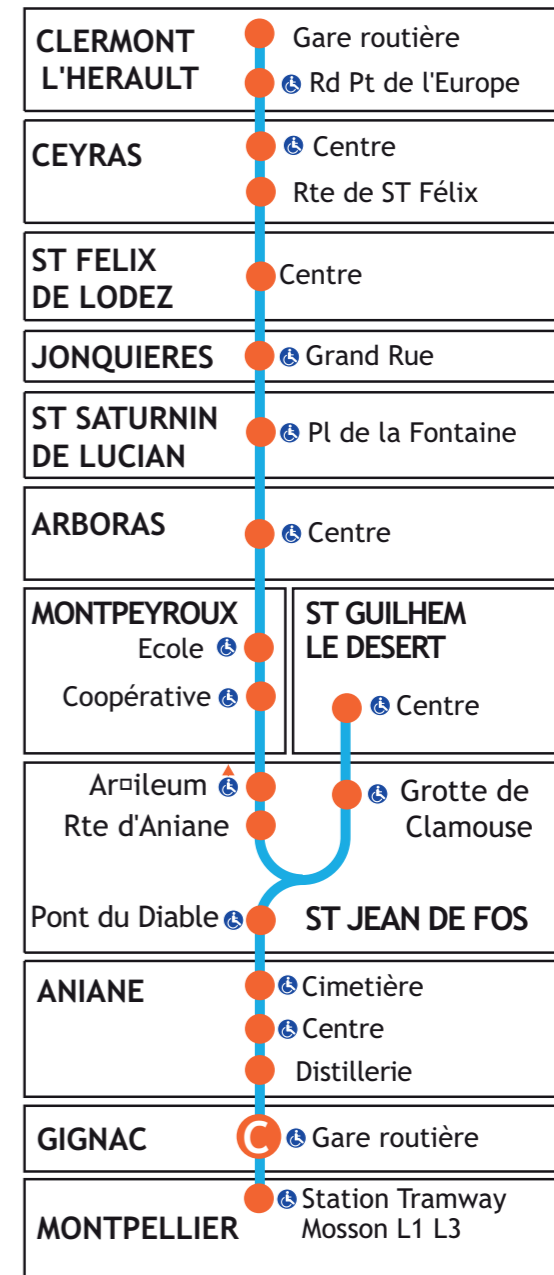 CLERMONT
L'HERAULT
Gare routière
Rd Pt de l'Europe
CEYRAS
Centre
Rte de ST Félix
ST FELIX
DE LODEZ
Centre
JONQUIERES
Grand Rue
ST SATURNIN
DE LUCIAN
Pl de la Fontaine
ARBORAS
Centre
MONTPEYROUX
Ecole
Coopérative
ST GUILHEM
LE DESERT
Centre
Ar¤ileum
Rte d'Aniane
Grotte de
Clamouse
Pont du Diable
ST JEAN DE FOS
ANIANE
Cimetière
Centre
Distillerie
GIGNAC
C
Gare routière
MONTPELLIER
Station Tramway
Mosson L1 L3